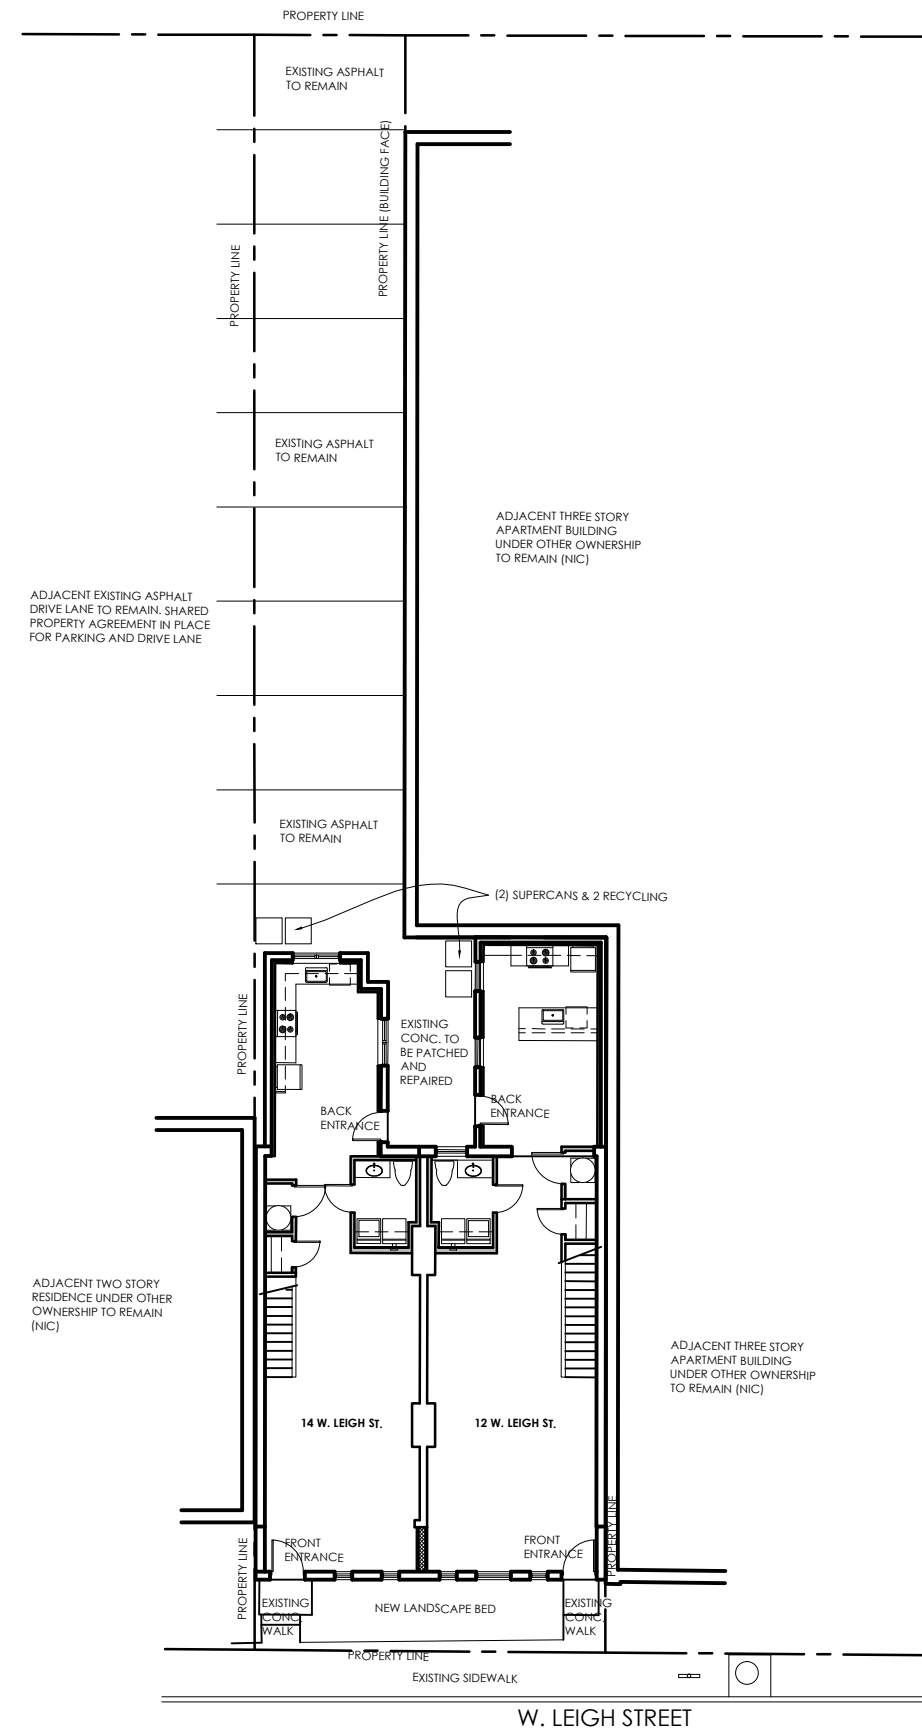 PROPERTY LINE
EXISTING ASPHALT
TO REMAIN
PROPERTY LINE (BUILDING FACE)
PROPERTY LINE
EXISTING ASPHALT
TO REMAIN
ADJACENT THREE STORY
APARTMENT BUILDING
UNDER OTHER OWNERSHIP
TO REMAIN (NIC)
ADJACENT EXISTING ASPHALT
DRIVE LANE TO REMAIN. SHARED
PROPERTY AGREEMENT IN PLACE
FOR PARKING AND DRIVE LANE
EXISTING ASPHALT
TO REMAIN
(2) SUPERCANS & 2 RECYCLING
PROPERTY LINE
EXISTING
CONC. TO
BE PATCHED
AND
REPAIRED
BACK
ENTRANCE
BACK
ENTRANCE
ADJACENT TWO STORY
RESIDENCE UNDER OTHER
OWNERSHIP TO REMAIN
(NIC)
ADJACENT THREE STORY
APARTMENT BUILDING
UNDER OTHER OWNERSHIP
TO REMAIN (NIC)
14 W. LEIGH ST.
12 W. LEIGH ST.
PROPERTY LINE
FRONT
ENTRANCE
FRONT
ENTRANCE
PROPERTY LINE
EXISTING
CONC.
WALK
NEW LANDSCAPE BED
EXISTING
CONC.
WALK
PROPERTY LINE
EXISTING SIDEWALK
W. LEIGH STREET